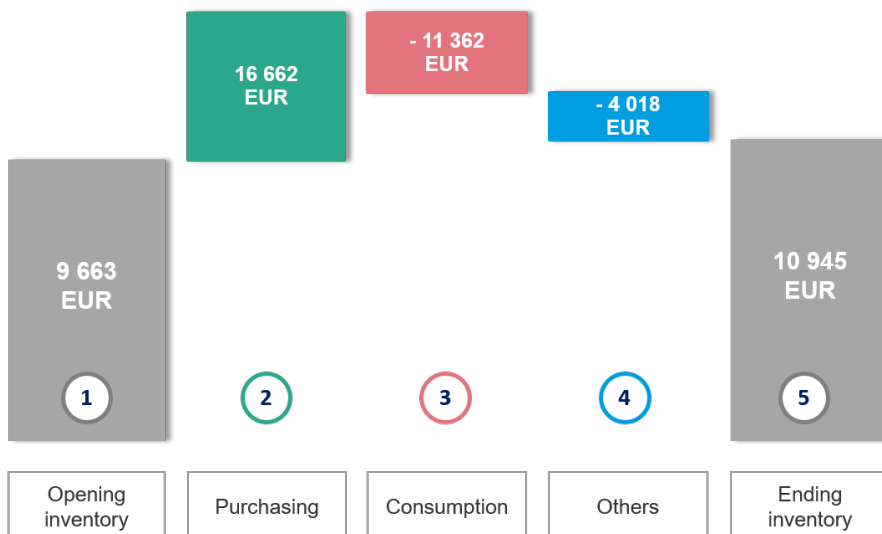 9 663
EUR
16 662
EUR
- 11 362
EUR
- 4 018
EUR
10 945
EUR
1
2
3
4
5
Opening
inventory
Purchasing
Consumption
Others
Ending
inventory